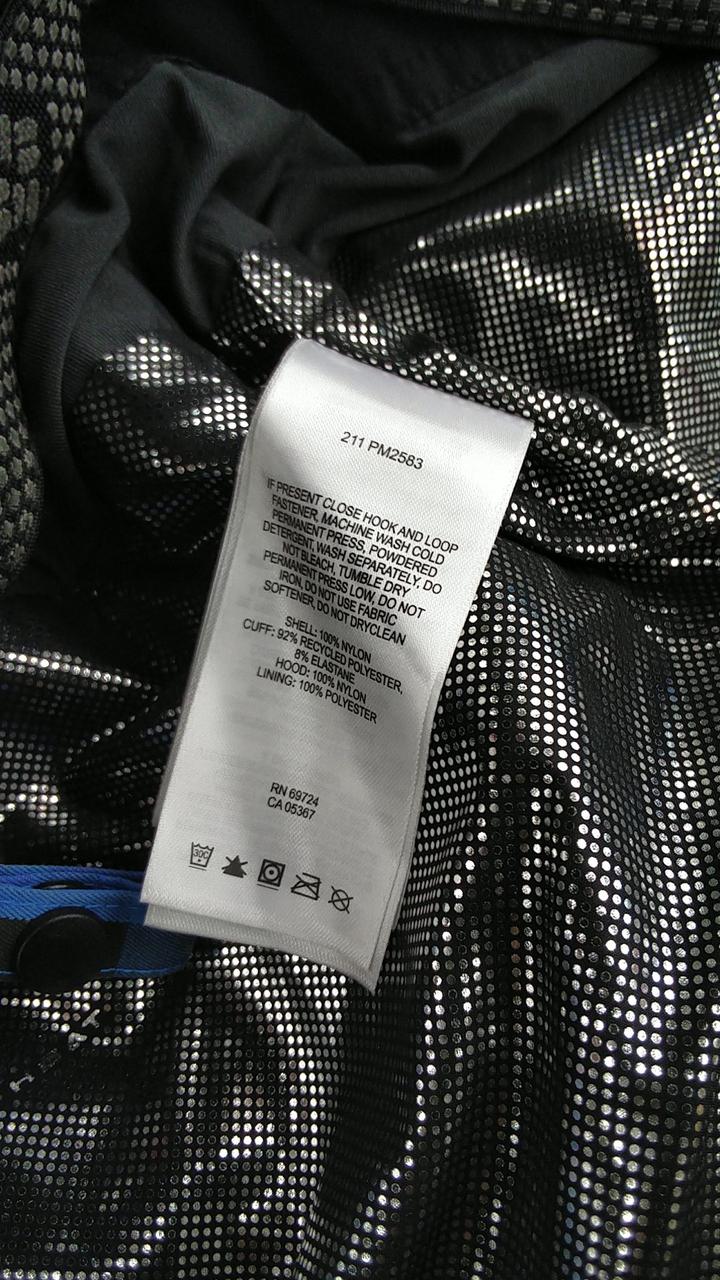 211 PM2583
IF PRESENT CLOSE HOOK AND LOOP
FASTENER, MACHINE WASH COLD
PERMANENT PRESS, POWDERED
DETERGENT, WASH SEPARATELY. DO
NOT BLEACH, TUMBLE DRY
PERMANENT PRESS LOW, DO NOT
IRON, DO NOT USE FABRIC
SOFTENER, DO NOT DRYCLEAN
SHELL: 100% NYLON
CUFF: 92% RECYCLED POLYESTER,
8% ELASTANE
HOOD: 100% NYLON
LINING: 100% POLYESTER
RN 69724
CA 05367
30C